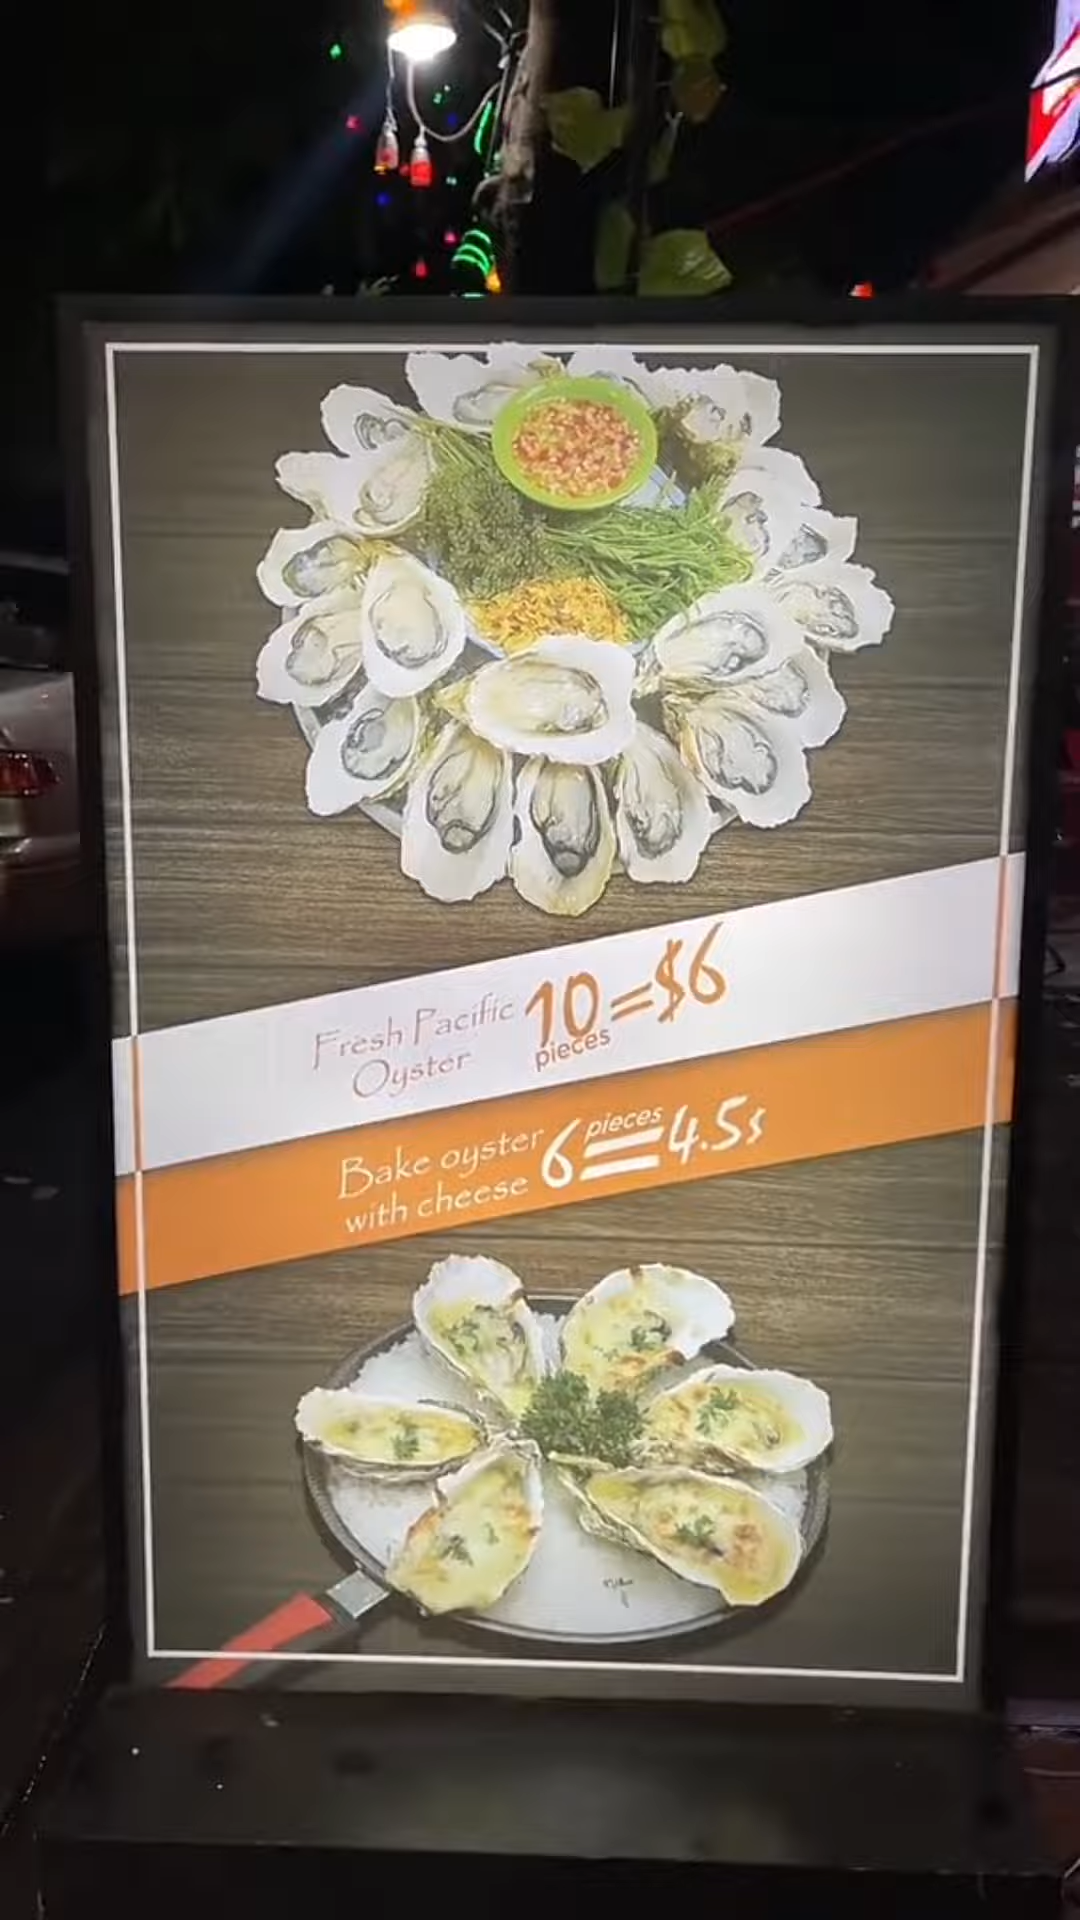 Fresh Pacific 10 = $6
Oyster pieces
Bake oyster 6 pieces = 4.5$
with cheese